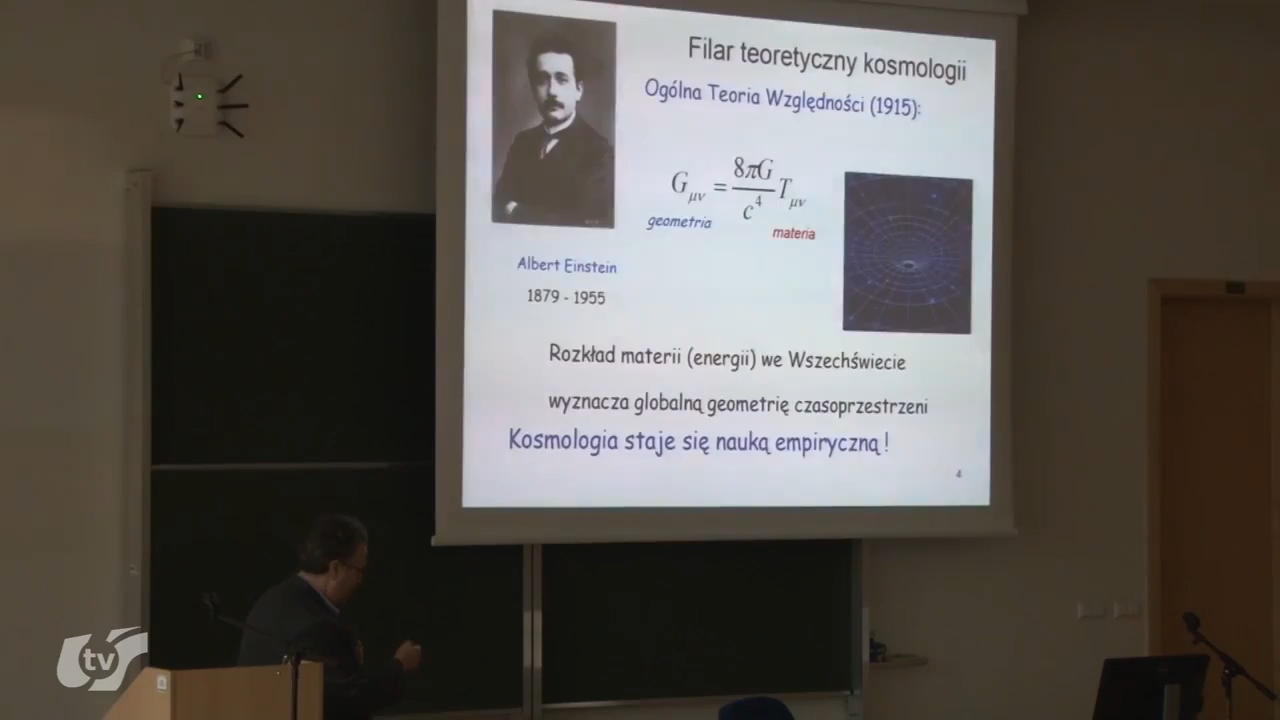 Filar teoretyczny kosmologii
Ogólna Teoria Względności (1915):
G_μν = 8πG/c^4 T_μν
geometria
materia
Albert Einstein
1879 - 1955
Rozkład materii (energii) we Wszechświecie
wyznacza globalną geometrię czasoprzestrzeni
Kosmologia staje się nauką empiryczną !
4
tv